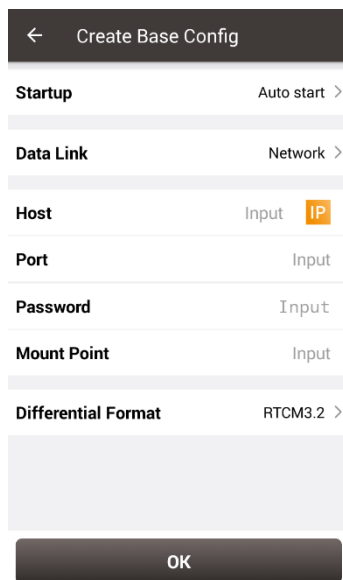 Create Base Config
Startup Auto start
Data Link Network
Host Input IP
Port Input
Password Input
Mount Point Input
Differential Format RTCM3.2
OK